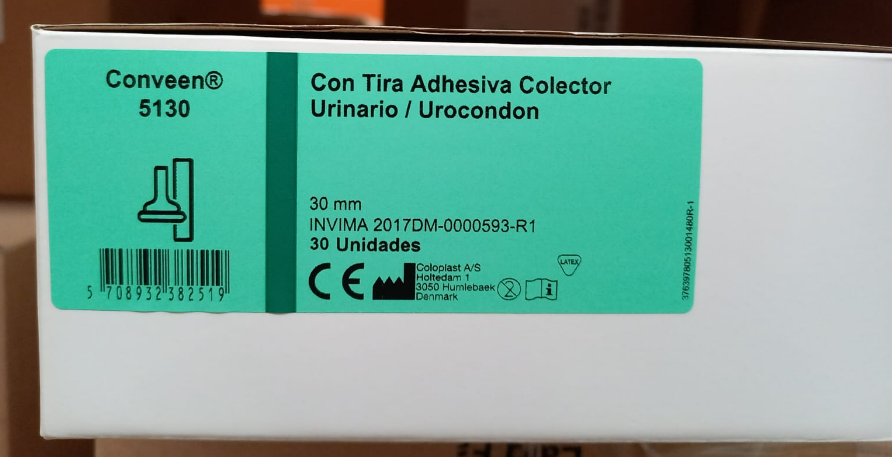 Conveen®
5130
5 708932 382519
Con Tira Adhesiva Colector
Urinario / Urocondon
30 mm
INVIMA 2017DM-0000593-R1
30 Unidades
CE
Coloplast A/S
Holtedam 1
3050 Humlebaek
Denmark
2
i
LATEX